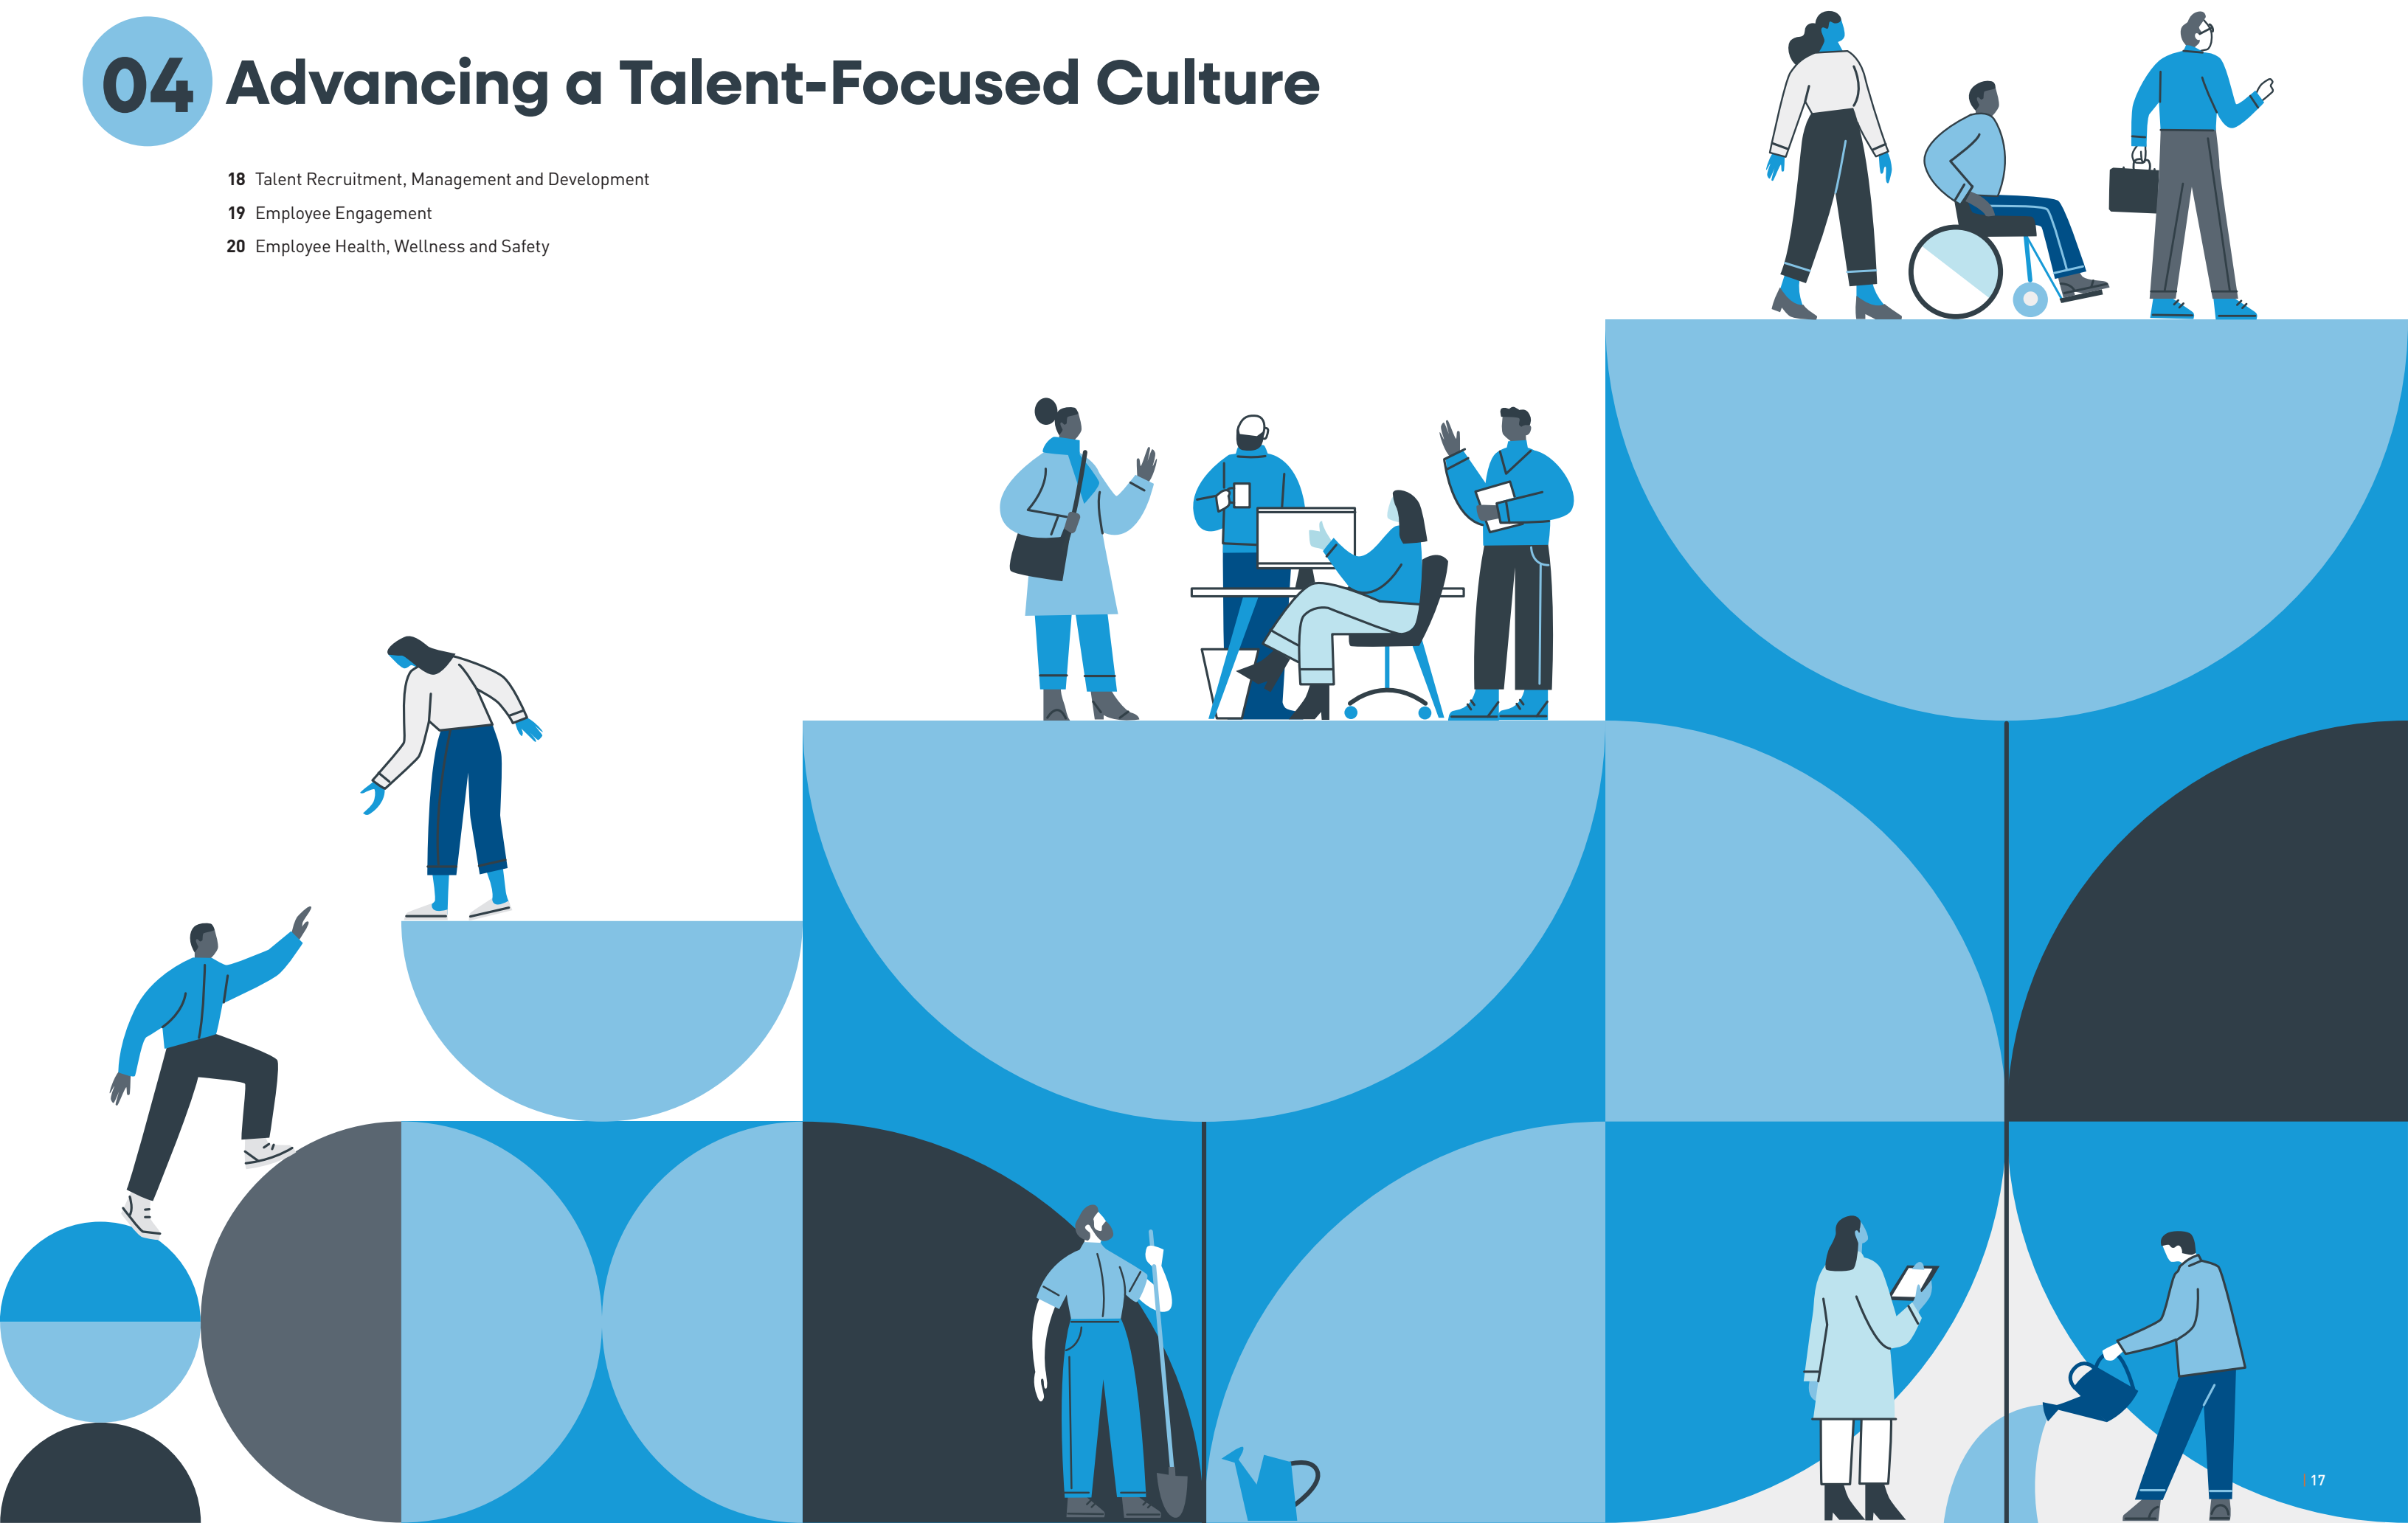 04 Advancing a Talent-Focused Culture
18 Talent Recruitment, Management and Development
19 Employee Engagement
20 Employee Health, Wellness and Safety
| 17